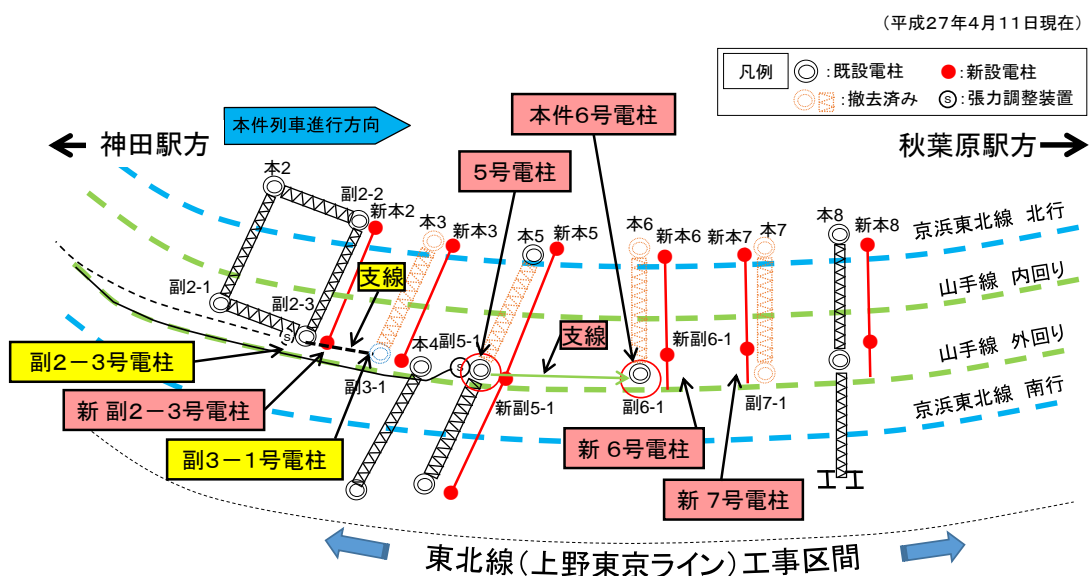 (平成27年4月11日現在)
凡例
:既設電柱
:新設電柱
:撤去済み
S :張力調整装置
神田駅方
本件列車進行方向
本件6号電柱
秋葉原駅方
5号電柱
本2
副2-2
新本2
本3
新本3
本5
新本5
本6
新本6
新本7
本7
本8
新本8
京浜東北線 北行
支線
山手線 内回り
副2-1
副2-3
S
本4
副5-1
S
支線
新副6-1
山手線 外回り
副2-3号電柱
副3-1
新副5-1
副6-1
副7-1
京浜東北線 南行
新 副2-3号電柱
副3-1号電柱
新 6号電柱
新 7号電柱
東北線(上野東京ライン)工事区間